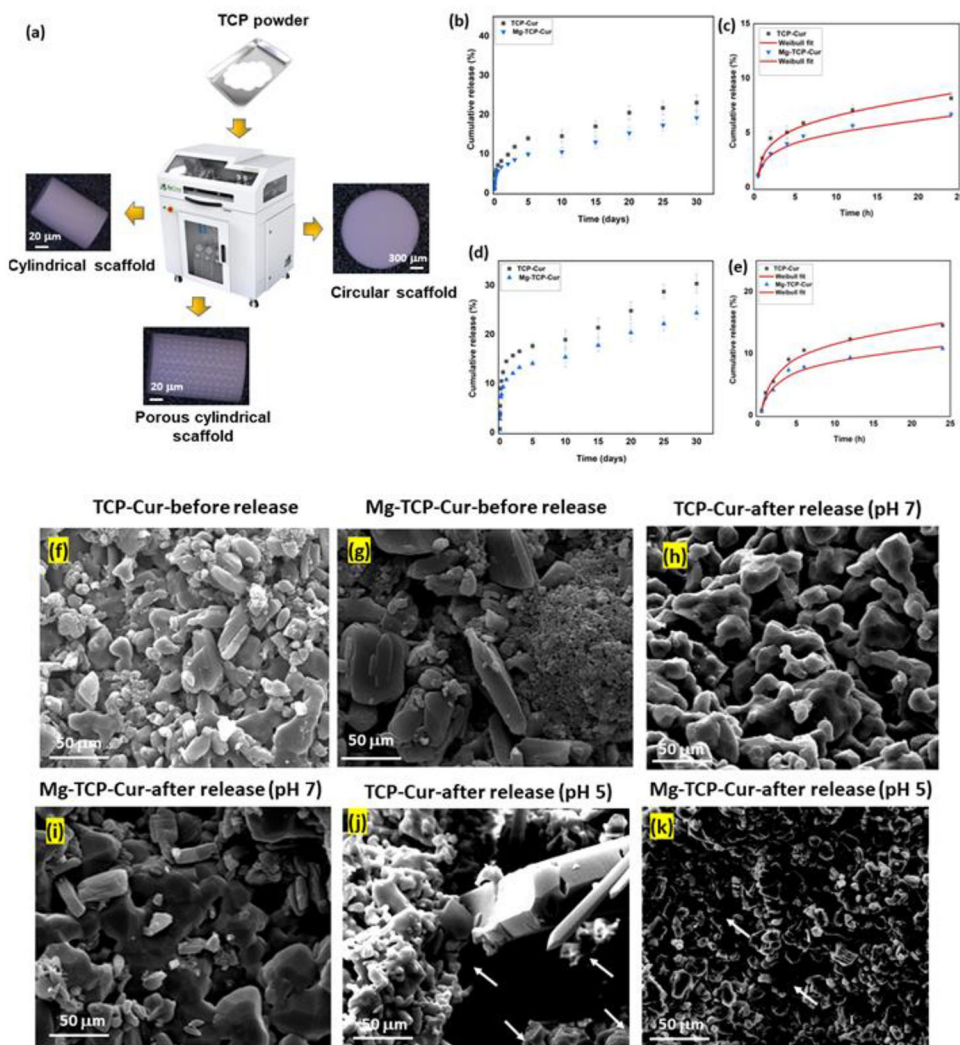 (a)
TCP powder
20 μm
Cylindrical scaffold
300 μm
Circular scaffold
20 μm
Porous cylindrical
scaffold
(b)
TCP-Cur
Mg-TCP-Cur
Cumulative release (%)
40
30
20
10
0
0 5 10 15 20 25 30
Time (days)
(c)
TCP-Cur
Weibull fit
Mg-TCP-Cur
Weibull fit
Cumulative release (%)
15
10
5
0
0 5 10 15 20 25
Time (h)
(d)
TCP-Cur
Mg-TCP-Cur
Cumulative release (%)
30
20
10
0
0 5 10 15 20 25 30
Time (days)
(e)
TCP-Cur
Weibull fit
Mg-TCP-Cur
Weibull fit
Cumulative release (%)
20
10
0
0 5 10 15 20 25
Time (h)
TCP-Cur-before release
(f)
50 μm
Mg-TCP-Cur-before release
(g)
50 μm
TCP-Cur-after release (pH 7)
(h)
50 μm
Mg-TCP-Cur-after release (pH 7)
(i)
50 μm
TCP-Cur-after release (pH 5)
(j)
50 μm
Mg-TCP-Cur-after release (pH 5)
(k)
50 μm